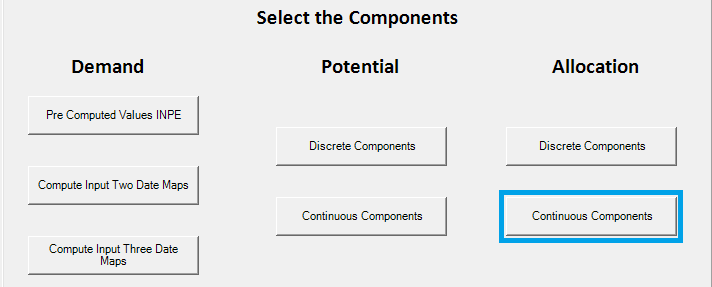 Select the Components
Demand
Potential
Allocation
Pre Computed Values INPE
Discrete Components
Discrete Components
Compute Input Two Date Maps
Continuous Components
Continuous Components
Compute Input Three Date
Maps